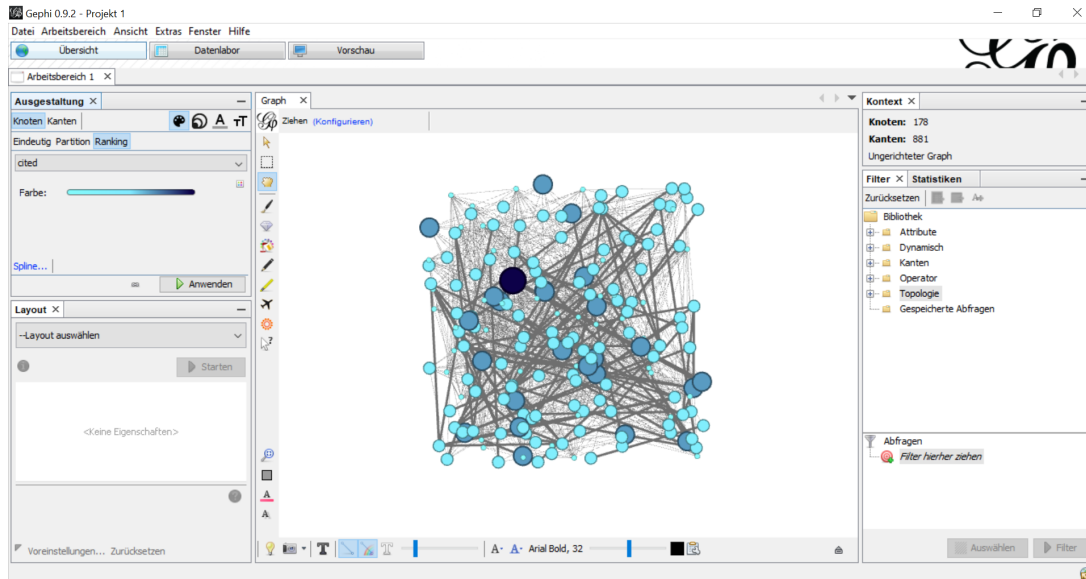 Gephi 0.9.2 - Projekt 1
Datei Arbeitsbereich Ansicht Extras Fenster Hilfe
Übersicht Datenlabor Vorschau
Arbeitsbereich 1
Ausgestaltung
Knoten Kanten
Eindeutig Partition Ranking
cited
Farbe:
Spline...
Anwenden
Layout
--Layout auswählen
Starten
<Keine Eigenschaften>
Voreinstellungen... Zurücksetzen
Graph
Ziehen (Konfigurieren)
Arial Bold, 32
Kontext
Knoten: 178
Kanten: 881
Ungerichteter Graph
Filter Statistiken
Zurücksetzen
Bibliothek
Attribute
Dynamisch
Kanten
Operator
Topologie
Gespeicherte Abfragen
Abfragen
Filter hierher ziehen
Auswählen Filter